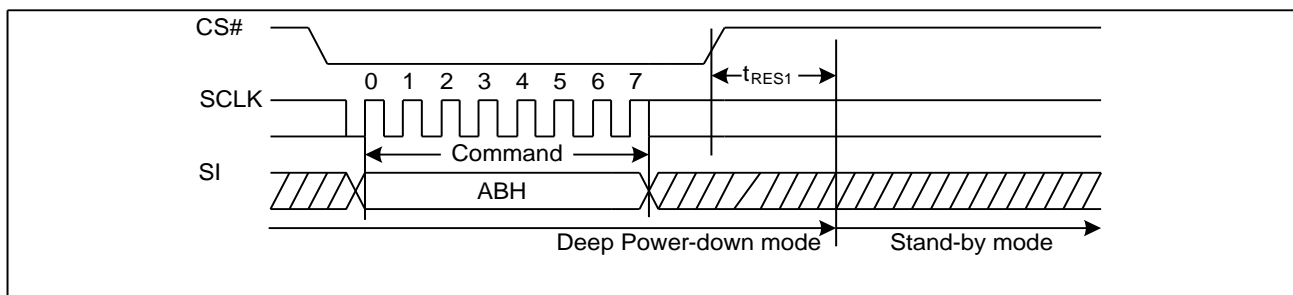 CS#
tRES1
0 1 2 3 4 5 6 7
SCLK
Command
SI
ABH
Deep Power-down mode Stand-by mode